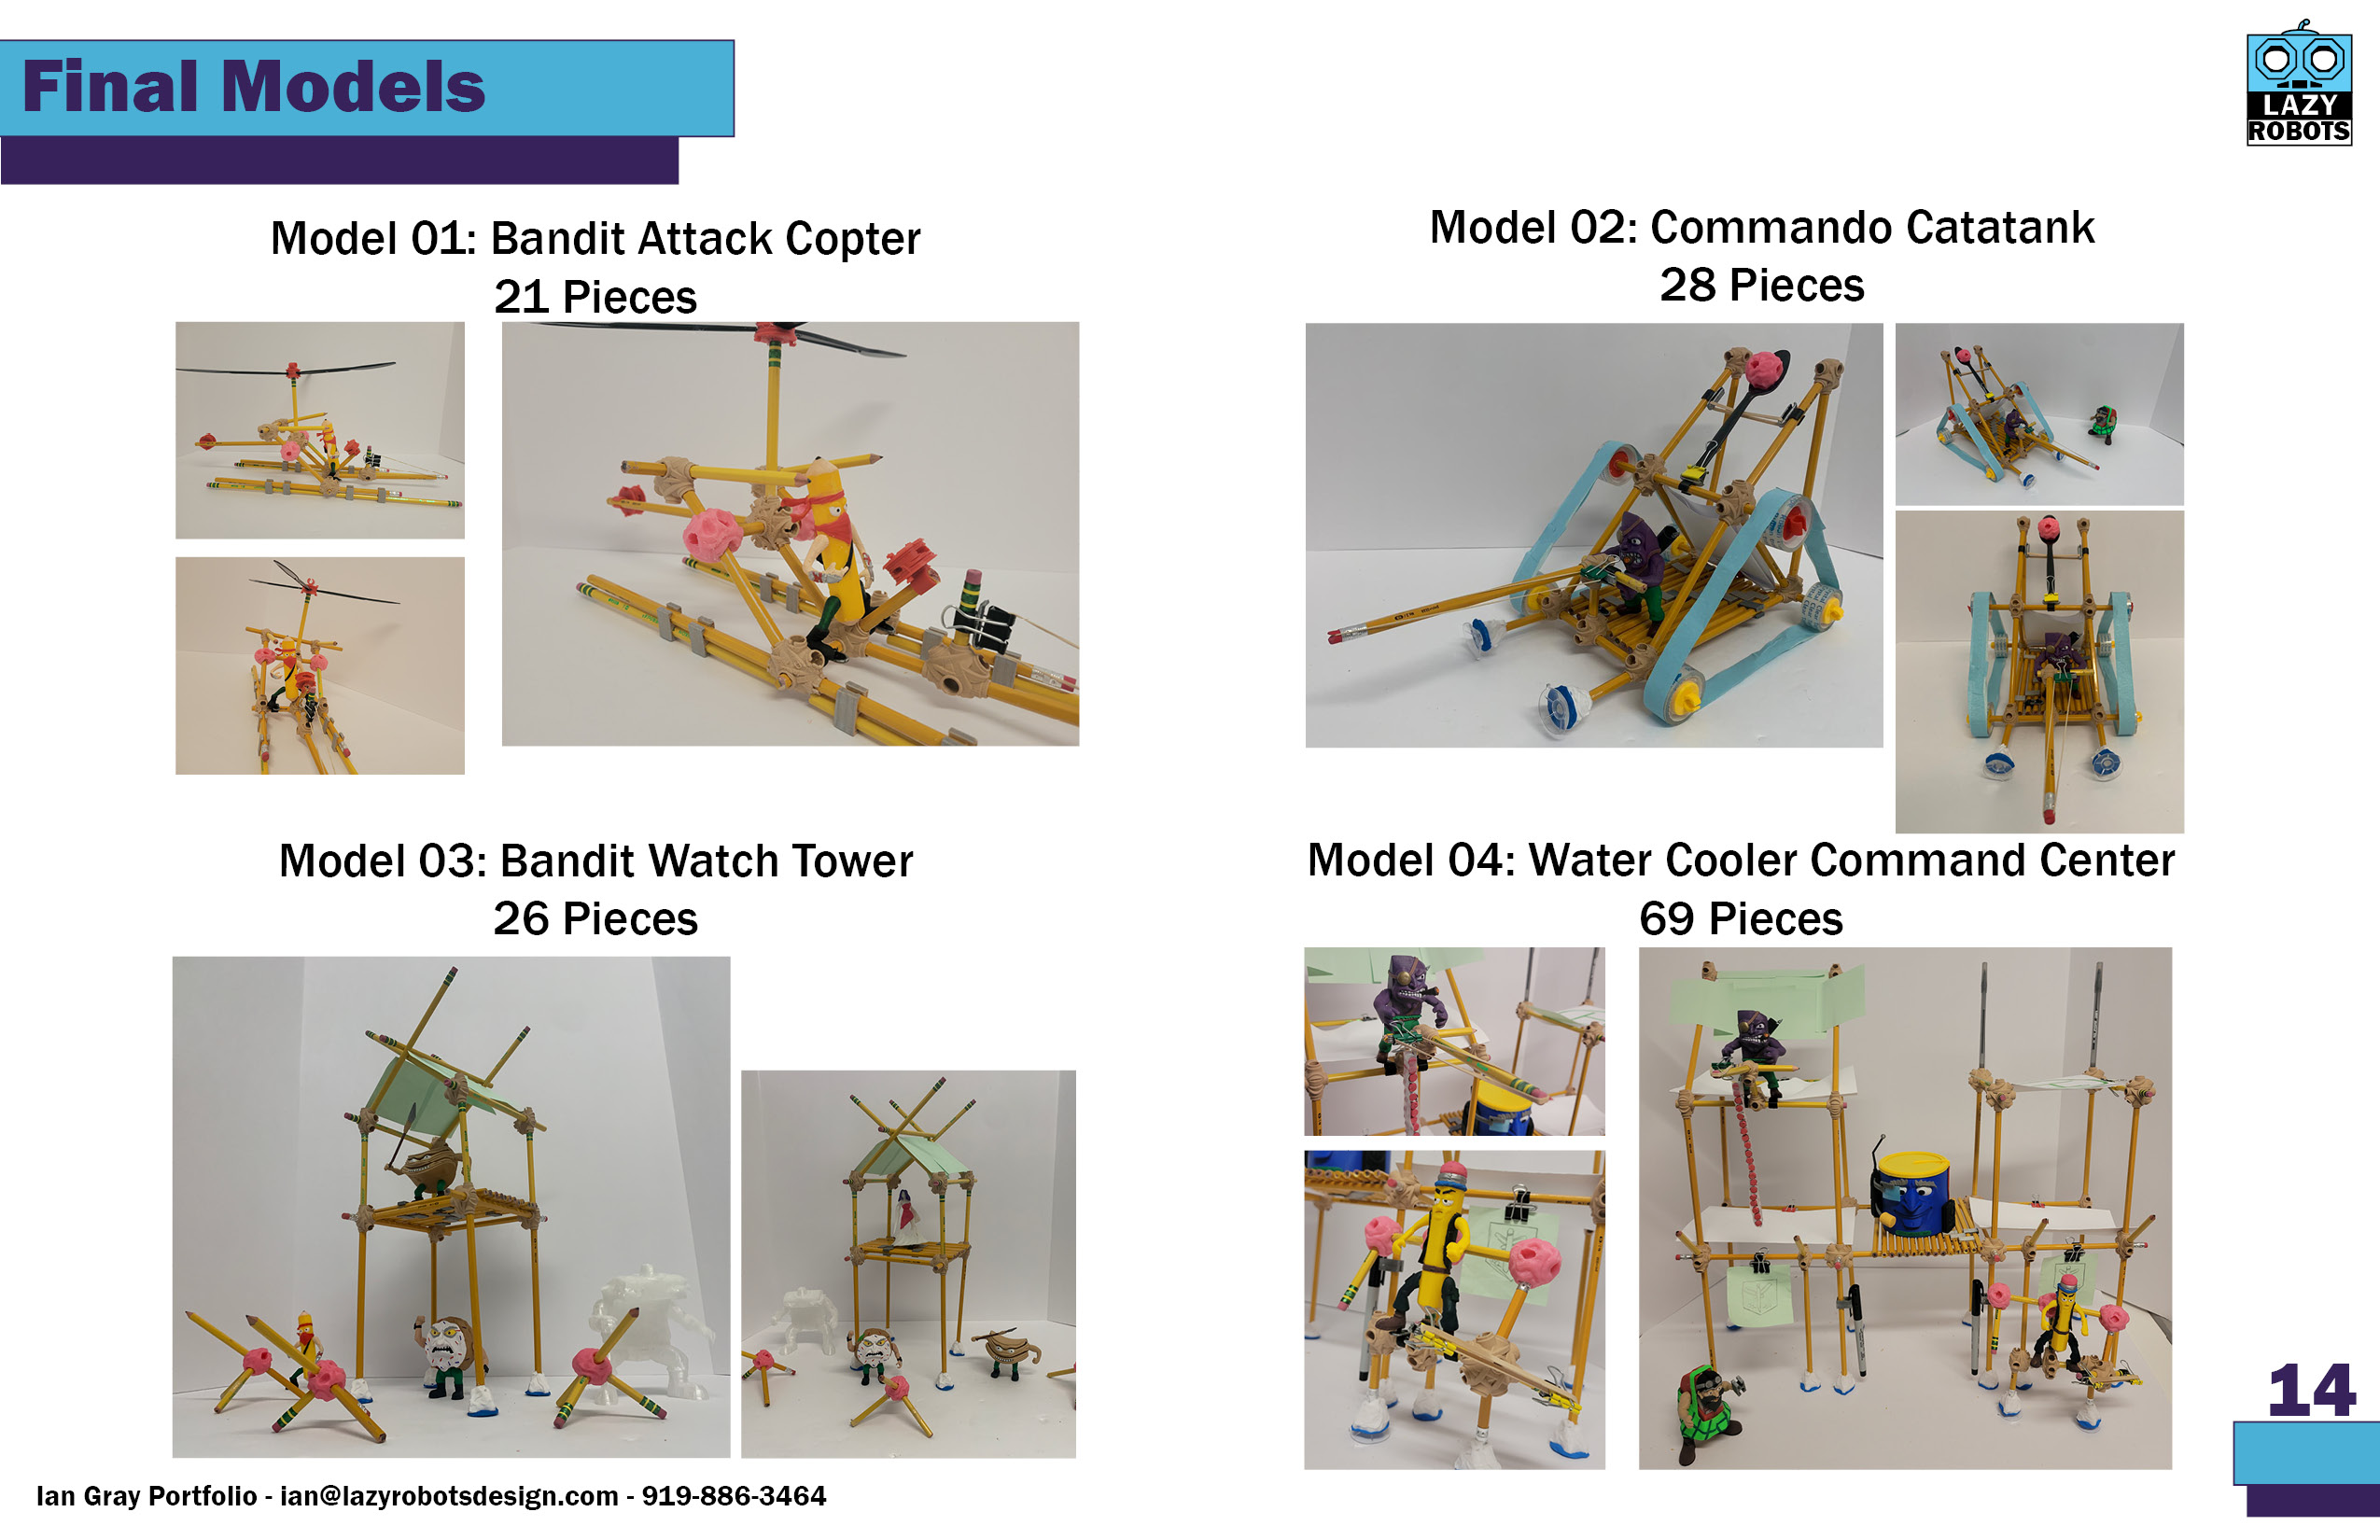 Final Models
LAZY
ROBOTS
Model 01: Bandit Attack Copter
21 Pieces
Model 02: Commando Catatank
28 Pieces
Model 03: Bandit Watch Tower
26 Pieces
Model 04: Water Cooler Command Center
69 Pieces
14
Ian Gray Portfolio - ian@lazyrobotsdesign.com - 919-886-3464